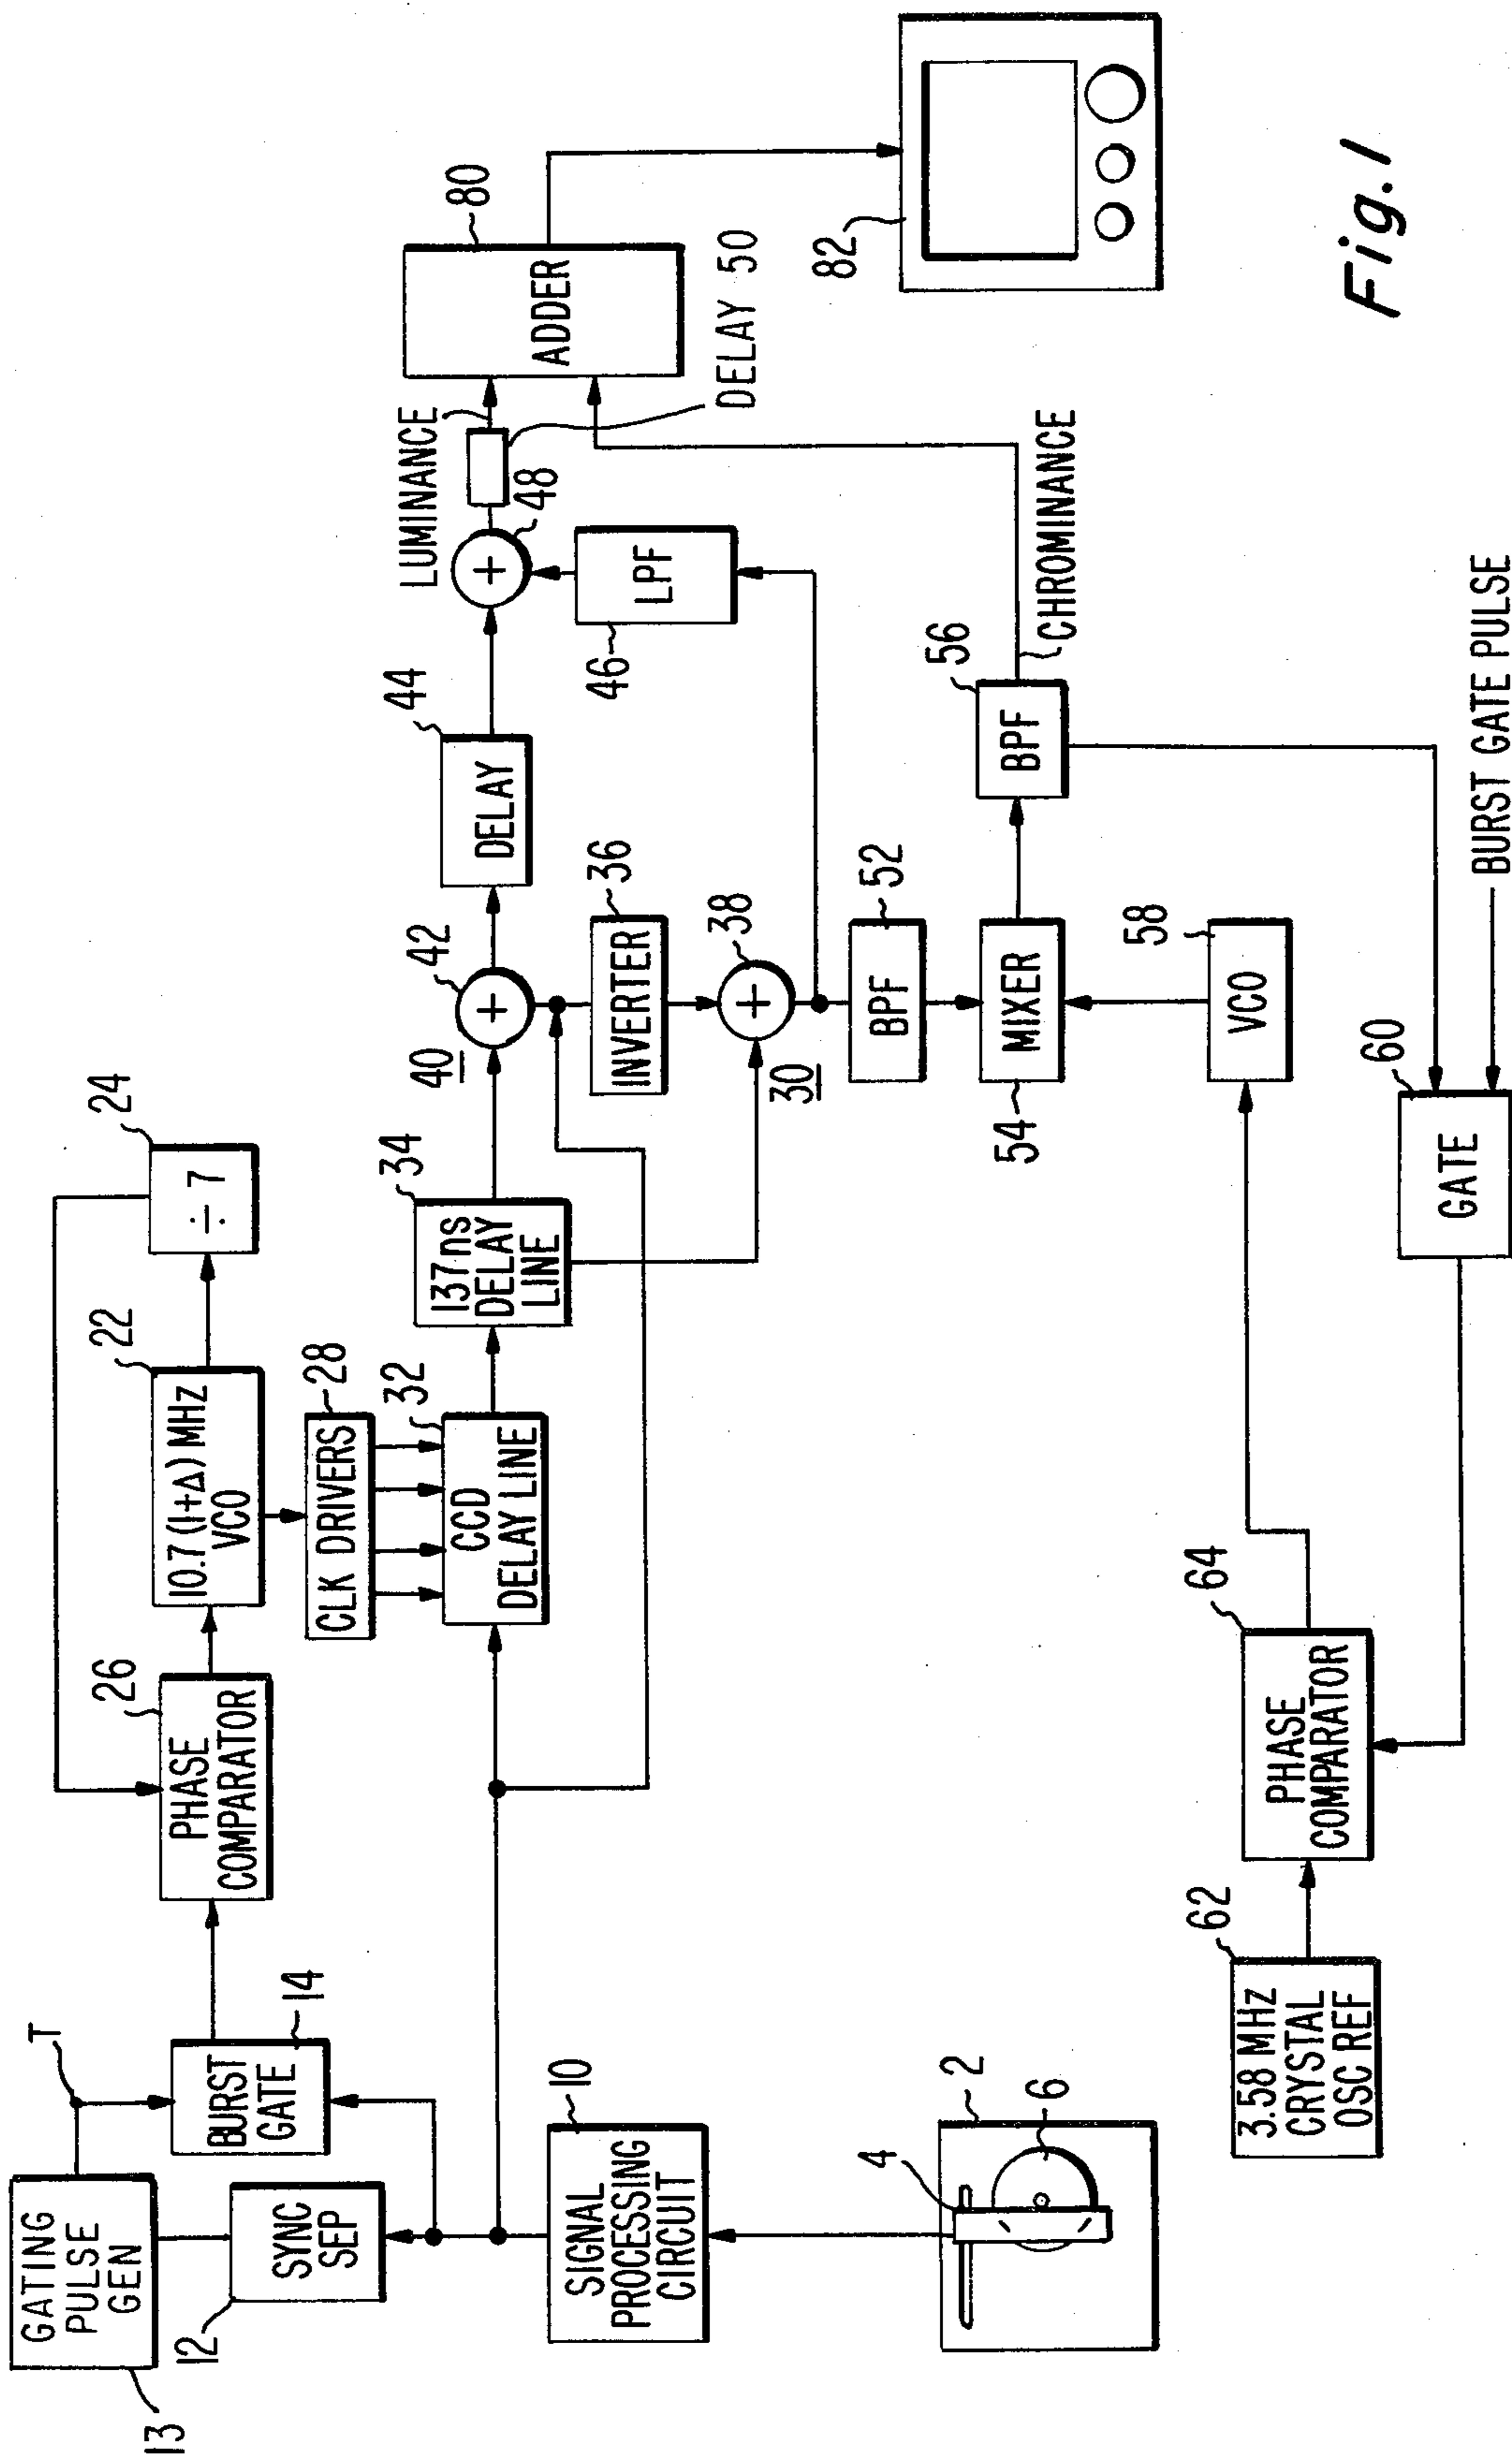 GATING
PULSE
GEN
13
T
SYNC
SEP
12
BURST
GATE
14
PHASE
COMPARATOR
26
10.7 (1+Δ) MHZ
VCO
22
÷ 7
24
CLK DRIVERS
28
CCD
DELAY LINE
32
137ns
DELAY
LINE
34
40
42
DELAY
44
LUMINANCE
48
DELAY 50
ADDER
80
82
INVERTER
36
38
30
LPF
46
BPF
52
MIXER
54
BPF
56
CHROMINANCE
VCO
58
SIGNAL
PROCESSING
CIRCUIT
10
2
4
6
3.58 MHZ
CRYSTAL
OSC REF
62
PHASE
COMPARATOR
64
GATE
60
BURST GATE PULSE
Fig. 1